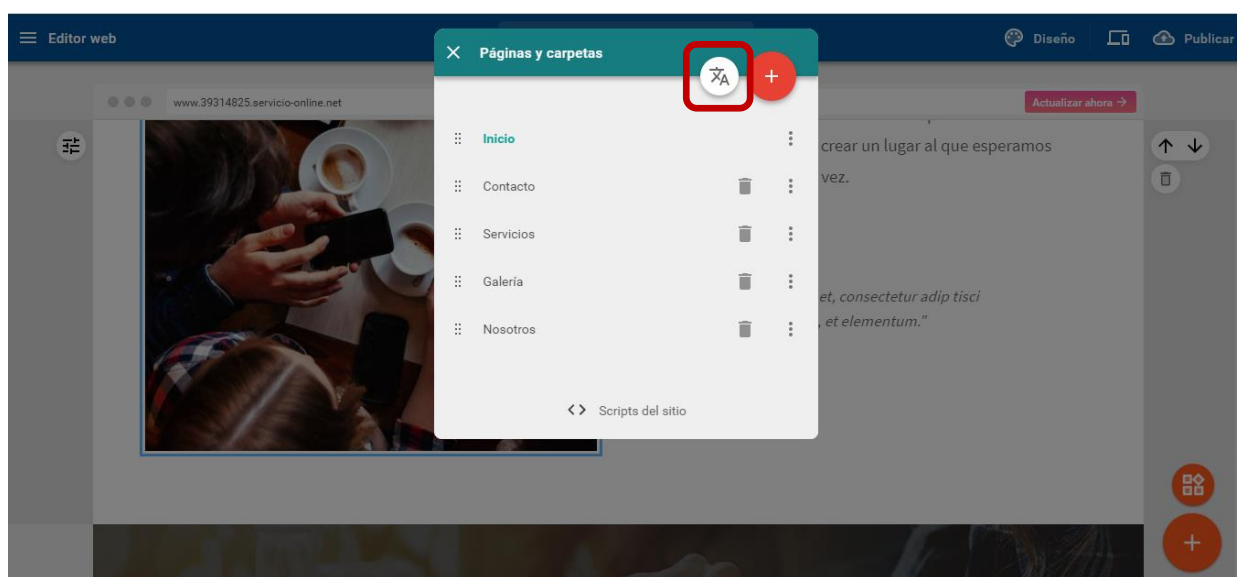 Editor web
Diseño
Publicar
Páginas y carpetas
www.39314825.servicio-online.net
Actualizar ahora →
Inicio
Contacto
Servicios
Galería
Nosotros
Scripts del sitio
crear un lugar al que esperamos
vez.
et, consectetur adip tisci
, et elementum."